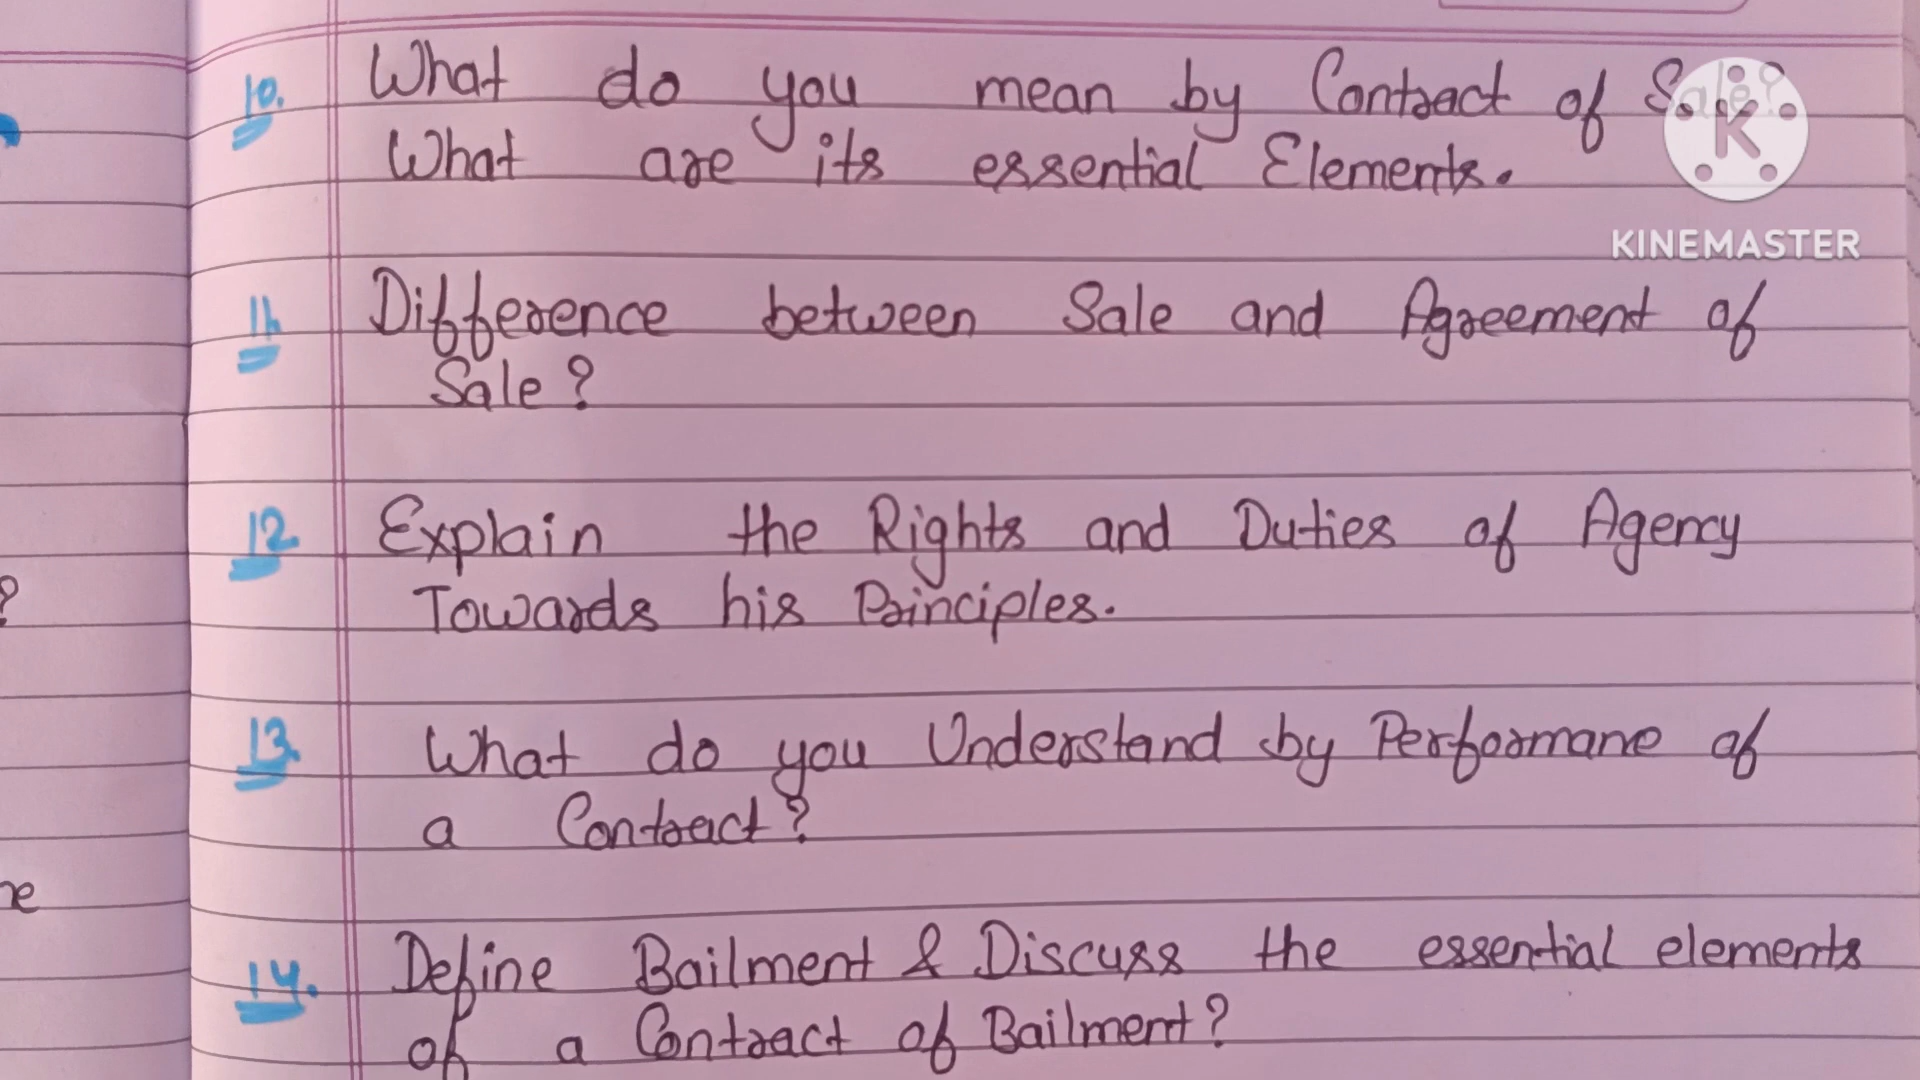 10. What do you mean by Contract of Sale?
What are its essential Elements.
KINEMASTER
11. Difference between Sale and Agreement of
Sale?
12. Explain the Rights and Duties of Agency
Towards his Principles.
?
13. What do you Understand by Performane of
a Contract?
14. Define Bailment & Discuss the essential elements
of a Contract of Bailment?